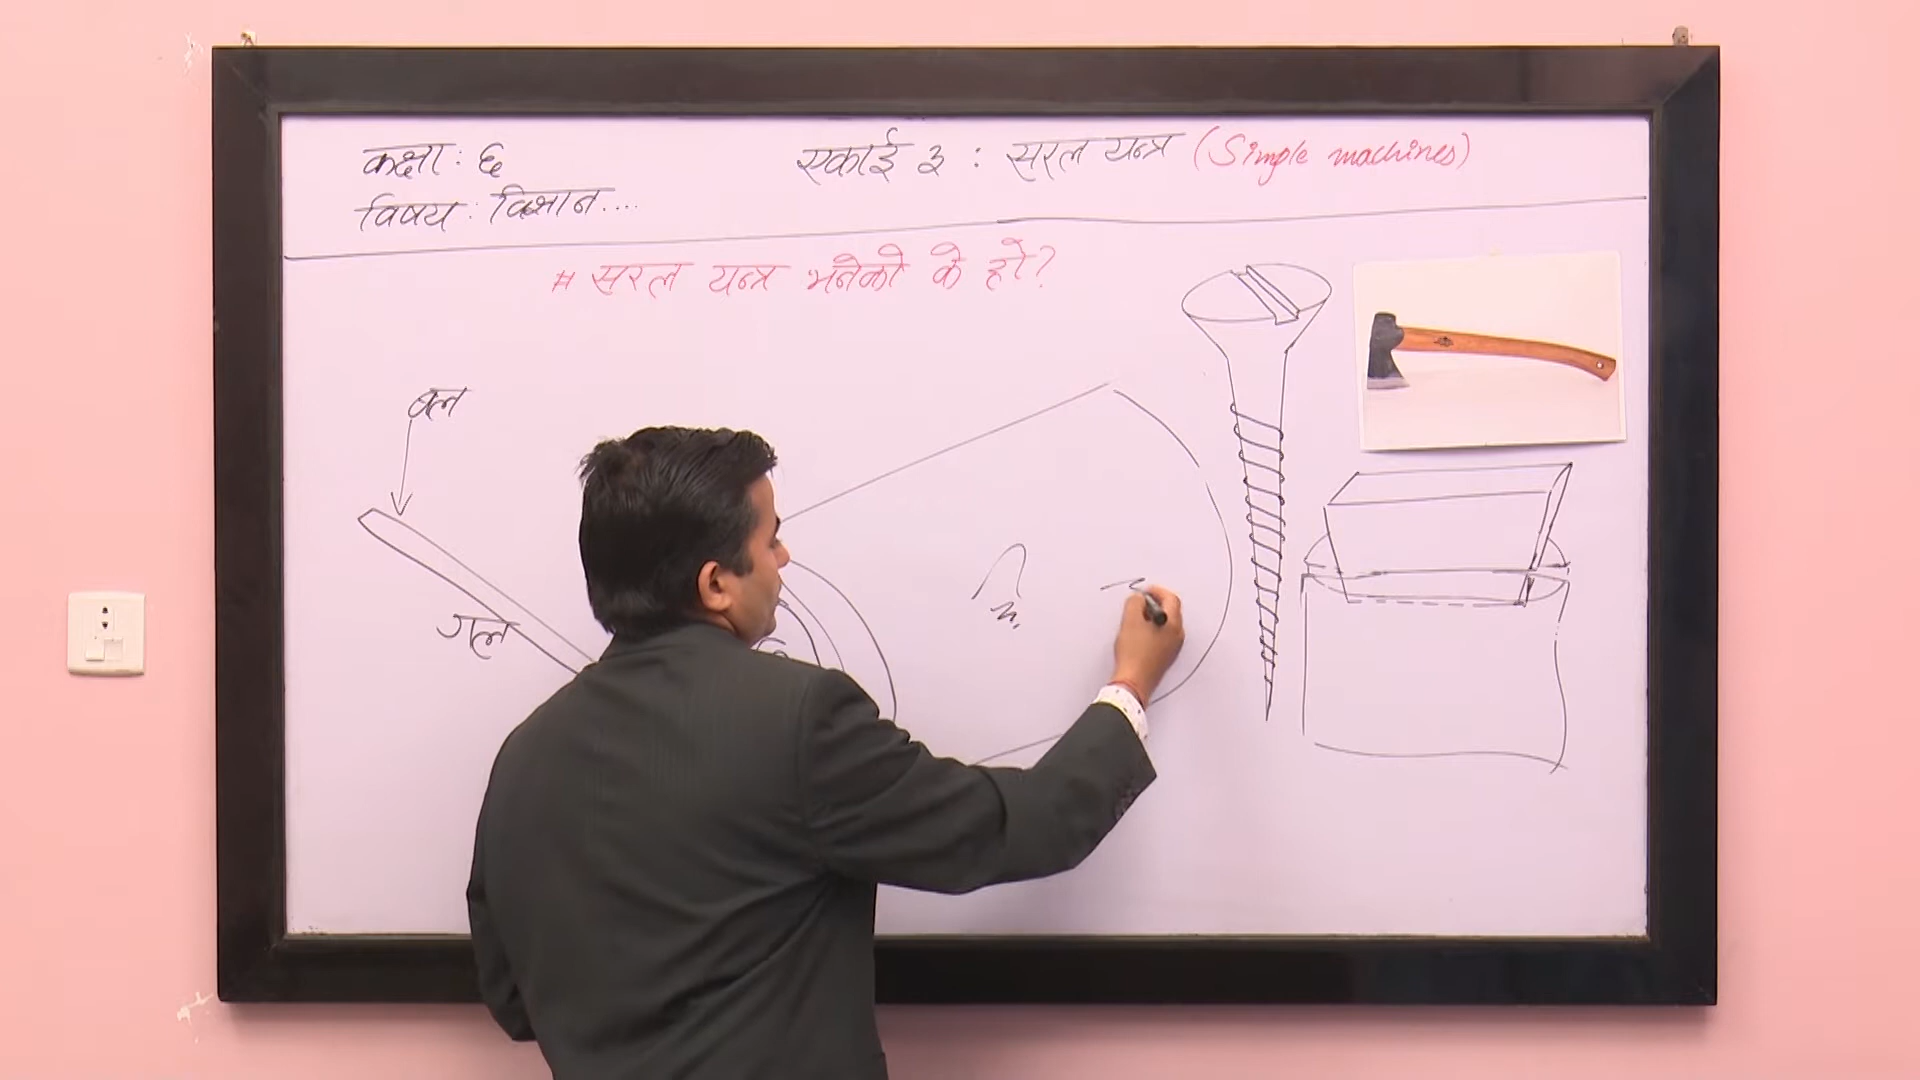 कक्षा: ६
एकाई ३ : सरल यन्त्र (Simple machines)
विषय: विज्ञान....
# सरल यन्त्र भनेको के हो?
बल
गल